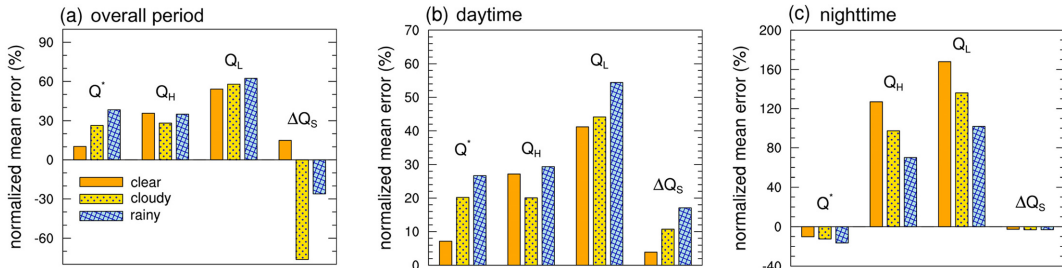 (a) overall period
normalized mean error (%)
90
60
30
0
-30
-60
Q*
QH
QL
ΔQS
clear
cloudy
rainy
(b) daytime
normalized mean error (%)
70
60
50
40
30
20
10
0
Q*
QH
QL
ΔQS
(c) nighttime
normalized mean error (%)
200
160
120
80
40
0
-40
Q*
QH
QL
ΔQS